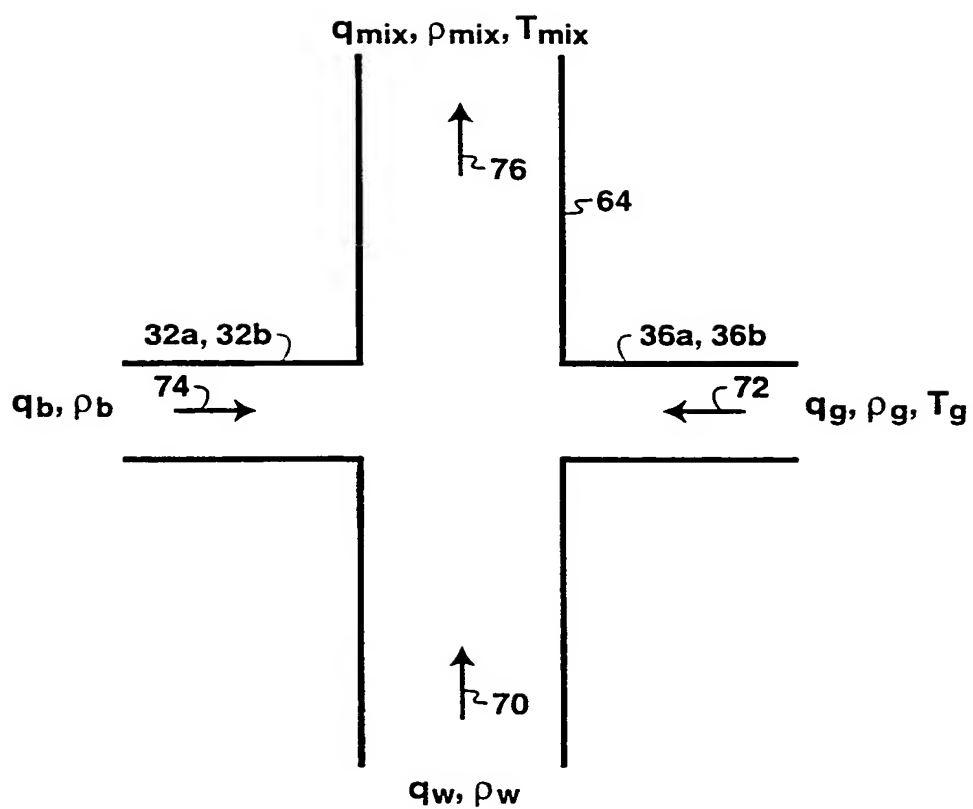 qmix, ρmix, Tmix
76
64
32a, 32b
36a, 36b
74
72
qb, ρb
qg, ρg, Tg
70
qw, ρw